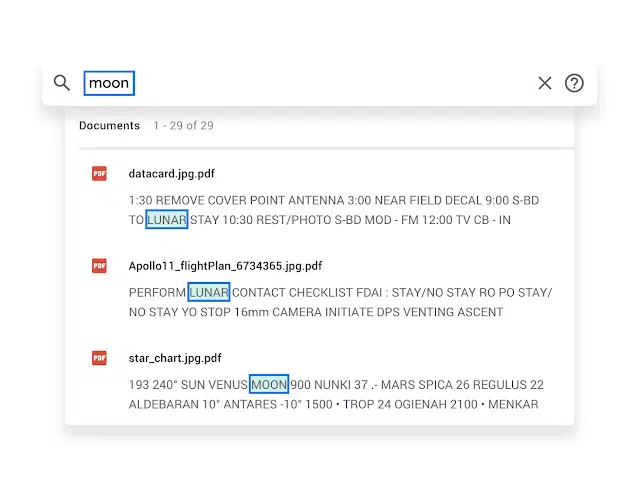 moon
Documents 1 - 29 of 29
PDF datacard.jpg.pdf
1:30 REMOVE COVER POINT ANTENNA 3:00 NEAR FIELD DECAL 9:00 S-BD
TO LUNAR STAY 10:30 REST/PHOTO S-BD MOD - FM 12:00 TV CB - IN
PDF Apollo11_flightPlan_6734365.jpg.pdf
PERFORM LUNAR CONTACT CHECKLIST FDAI : STAY/NO STAY RO PO STAY/
NO STAY YO STOP 16mm CAMERA INITIATE DPS VENTING ASCENT
PDF star_chart.jpg.pdf
193 240° SUN VENUS MOON 900 NUNKI 37 .- MARS SPICA 26 REGULUS 22
ALDEBARAN 10° ANTARES -10° 1500 • TROP 24 OGIENAH 2100 • MENKAR